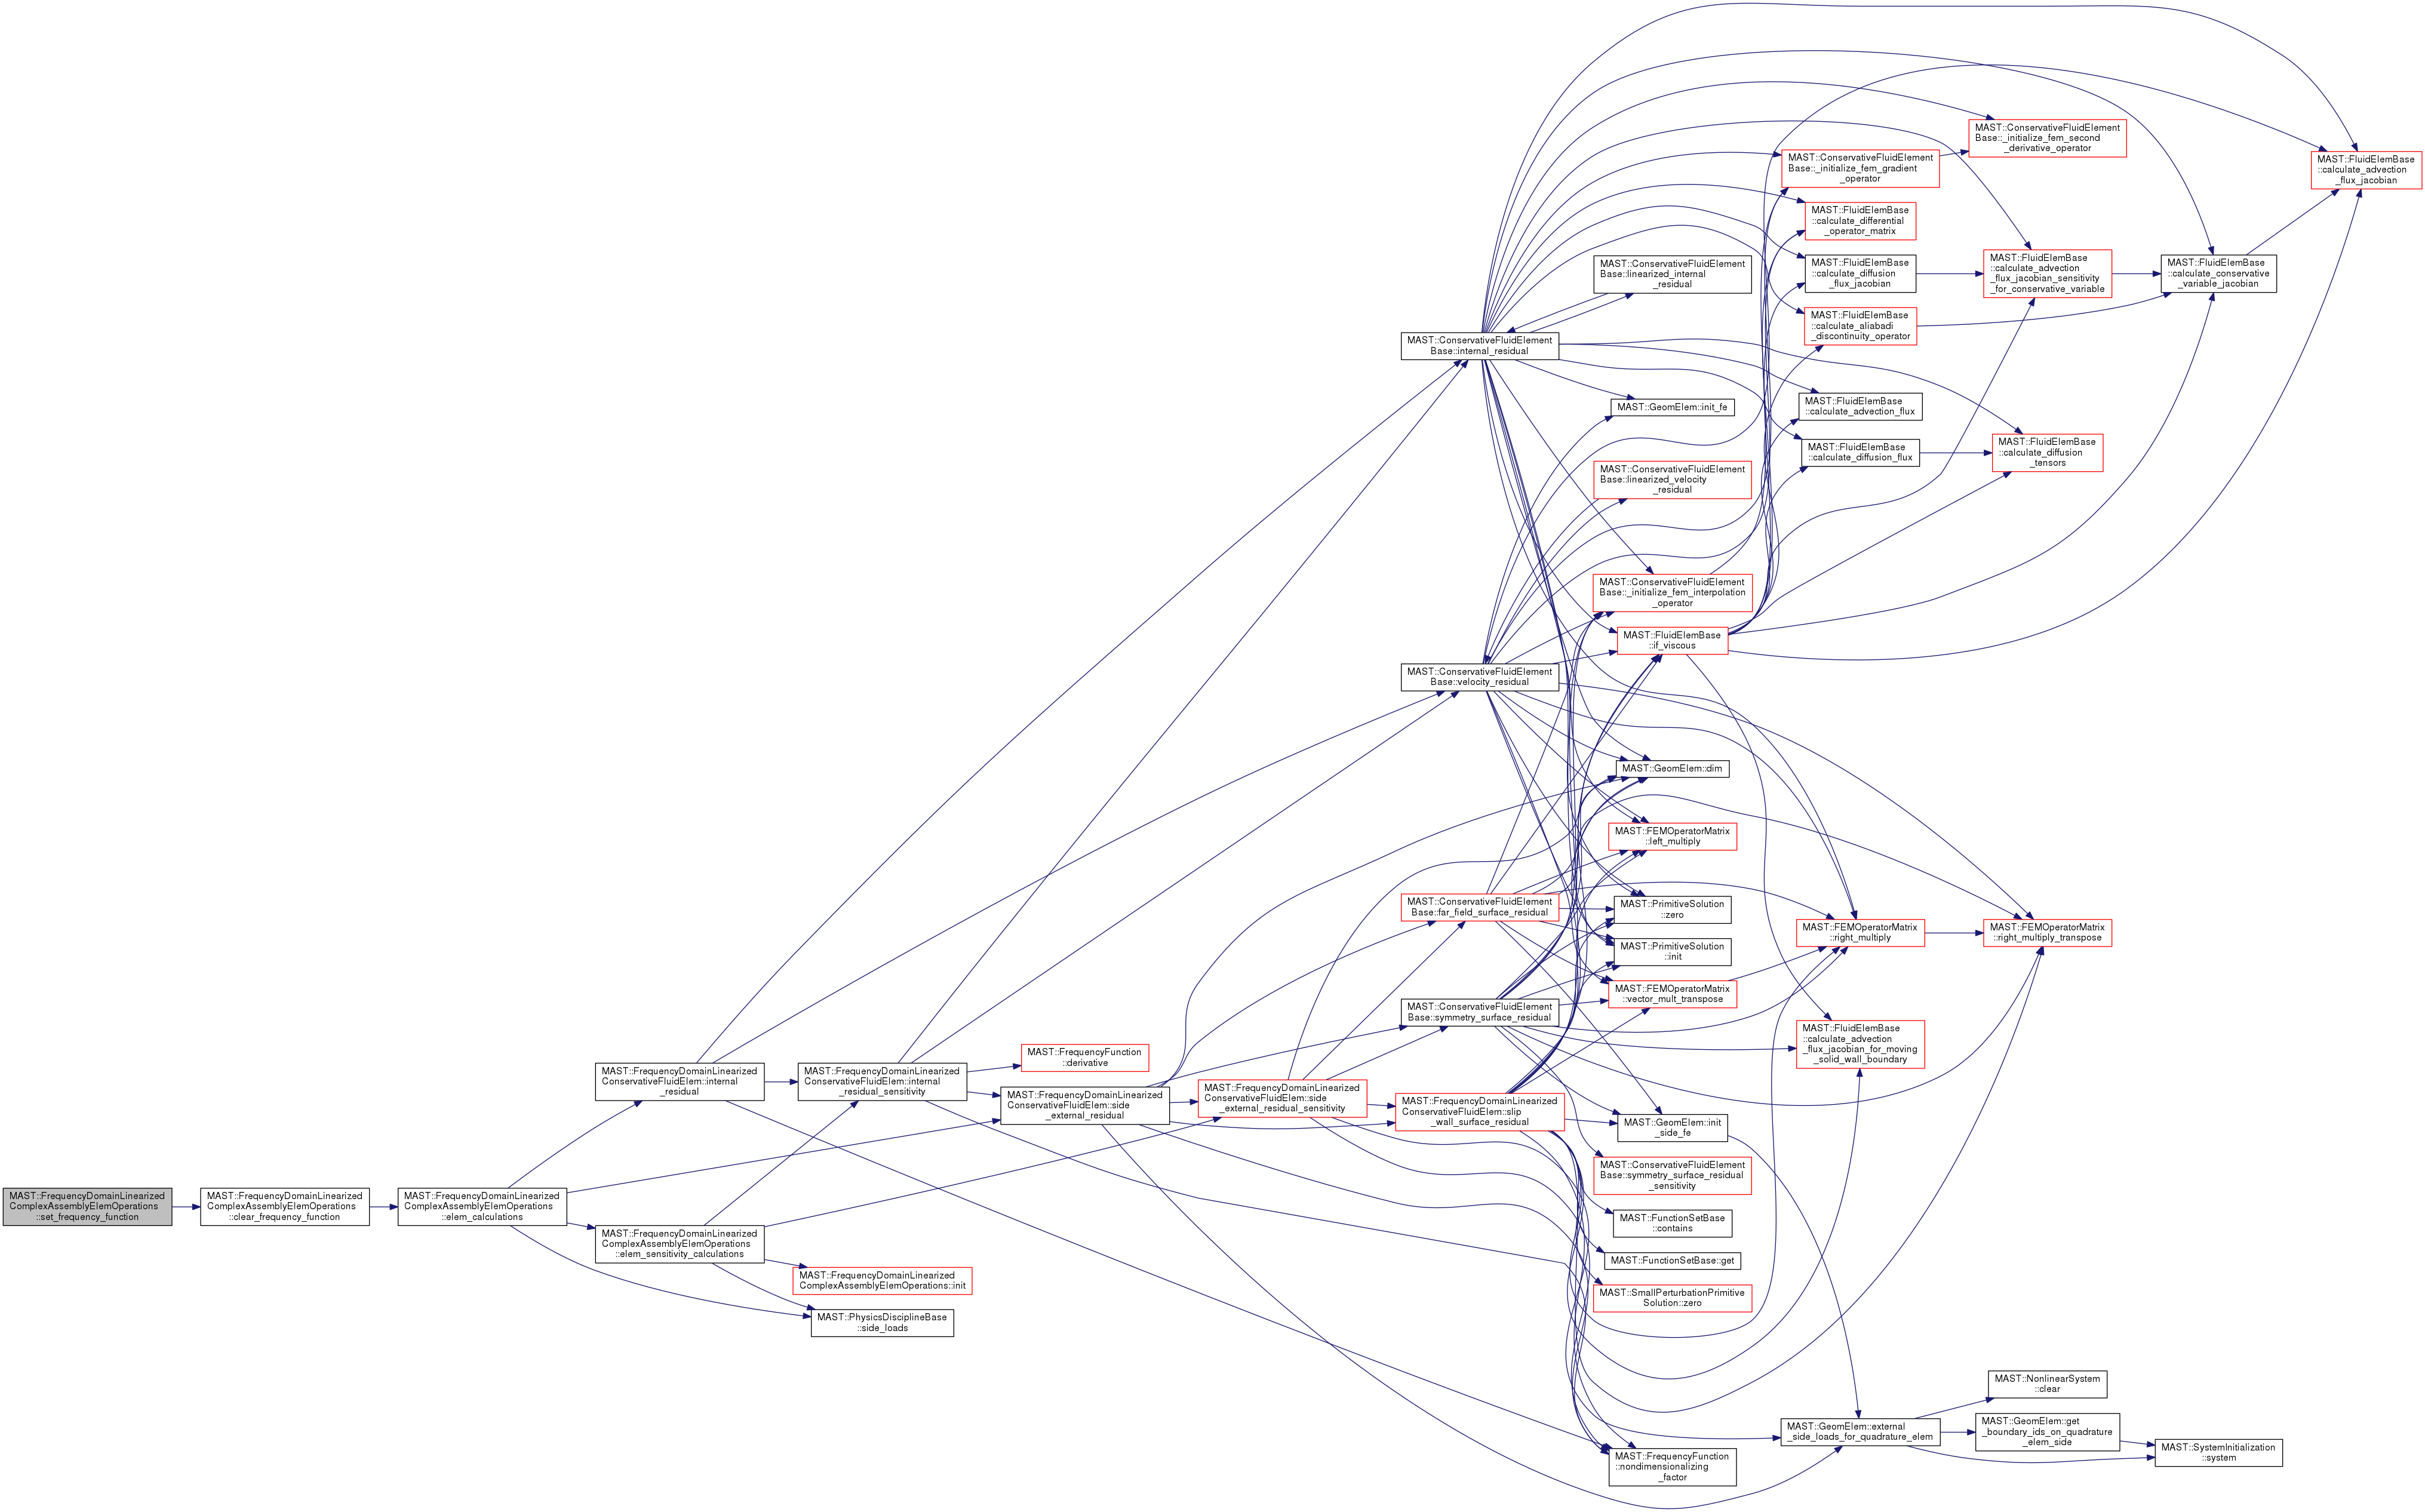 MAST::FrequencyDomainLinearized
ComplexAssemblyElemOperations
::set_frequency_function
MAST::FrequencyDomainLinearized
ComplexAssemblyElemOperations
::clear_frequency_function
MAST::FrequencyDomainLinearized
ComplexAssemblyElemOperations
::elem_calculations
MAST::FrequencyDomainLinearized
ConservativeFluidElem::internal
_residual
MAST::FrequencyDomainLinearized
ComplexAssemblyElemOperations
::elem_sensitivity_calculations
MAST::FrequencyDomainLinearized
ConservativeFluidElem::internal
_residual_sensitivity
MAST::FrequencyDomainLinearized
ComplexAssemblyElemOperations::init
MAST::PhysicsDisciplineBase
::side_loads
MAST::FrequencyFunction
::derivative
MAST::FrequencyDomainLinearized
ConservativeFluidElem::side
_external_residual
MAST::FrequencyDomainLinearized
ConservativeFluidElem::side
_external_residual_sensitivity
MAST::ConservativeFluidElement
Base::internal_residual
MAST::ConservativeFluidElement
Base::velocity_residual
MAST::ConservativeFluidElement
Base::far_field_surface_residual
MAST::ConservativeFluidElement
Base::symmetry_surface_residual
MAST::FrequencyDomainLinearized
ConservativeFluidElem::slip
_wall_surface_residual
MAST::ConservativeFluidElement
Base::linearized_internal
_residual
MAST::GeomElem::init_fe
MAST::ConservativeFluidElement
Base::linearized_velocity
_residual
MAST::ConservativeFluidElement
Base::_initialize_fem_interpolation
_operator
MAST::FluidElemBase
::if_viscous
MAST::GeomElem::dim
MAST::FEMOperatorMatrix
::left_multiply
MAST::PrimitiveSolution
::zero
MAST::PrimitiveSolution
::init
MAST::FEMOperatorMatrix
::vector_mult_transpose
MAST::GeomElem::init
_side_fe
MAST::ConservativeFluidElement
Base::symmetry_surface_residual
_sensitivity
MAST::FunctionSetBase
::contains
MAST::FunctionSetBase::get
MAST::SmallPerturbationPrimitive
Solution::zero
MAST::FrequencyFunction
::nondimensionalizing
_factor
MAST::ConservativeFluidElement
Base::_initialize_fem_gradient
_operator
MAST::FluidElemBase
::calculate_differential
_operator_matrix
MAST::FluidElemBase
::calculate_diffusion
_flux_jacobian
MAST::FluidElemBase
::calculate_aliabadi
_discontinuity_operator
MAST::FluidElemBase
::calculate_advection_flux
MAST::FluidElemBase
::calculate_diffusion_flux
MAST::FEMOperatorMatrix
::right_multiply
MAST::FluidElemBase
::calculate_advection
_flux_jacobian_for_moving
_solid_wall_boundary
MAST::GeomElem::external
_side_loads_for_quadrature_elem
MAST::ConservativeFluidElement
Base::_initialize_fem_second
_derivative_operator
MAST::FluidElemBase
::calculate_advection
_flux_jacobian_sensitivity
_for_conservative_variable
MAST::FluidElemBase
::calculate_diffusion
_tensors
MAST::FEMOperatorMatrix
::right_multiply_transpose
MAST::NonlinearSystem
::clear
MAST::GeomElem::get
_boundary_ids_on_quadrature
_elem_side
MAST::FluidElemBase
::calculate_conservative
_variable_jacobian
MAST::SystemInitialization
::system
MAST::FluidElemBase
::calculate_advection
_flux_jacobian